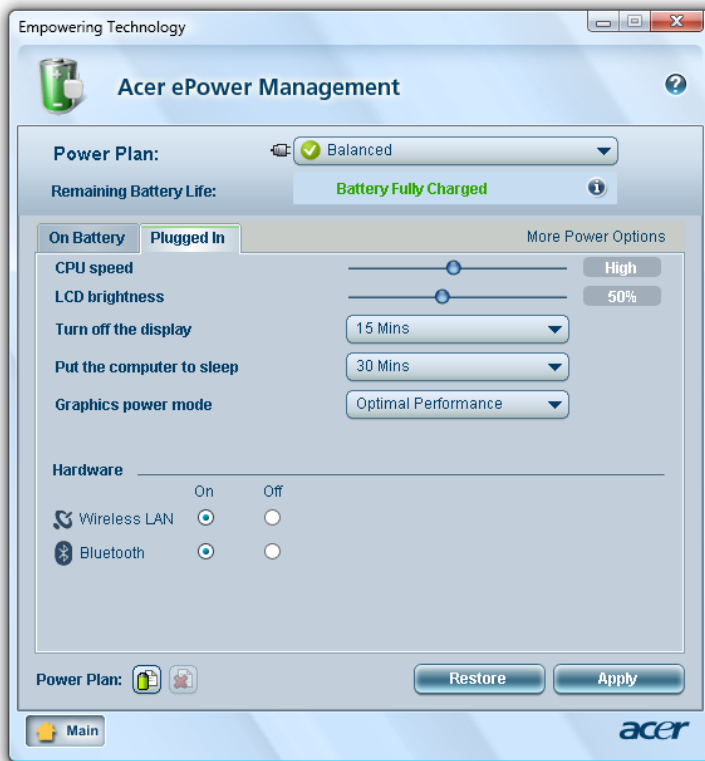 Empowering Technology
Acer ePower Management
Power Plan: Balanced
Remaining Battery Life: Battery Fully Charged
On Battery Plugged In More Power Options
CPU speed High
LCD brightness 50%
Turn off the display 15 Mins
Put the computer to sleep 30 Mins
Graphics power mode Optimal Performance
Hardware
On Off
Wireless LAN
Bluetooth
Power Plan: Restore Apply
Main acer